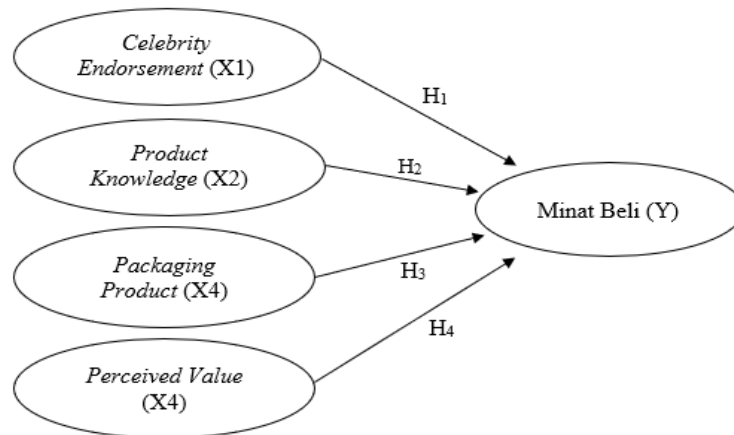 Celebrity
Endorsement (X1)
H1
Product
Knowledge (X2)
H2
Minat Beli (Y)
Packaging
Product (X4)
H3
H4
Perceived Value
(X4)